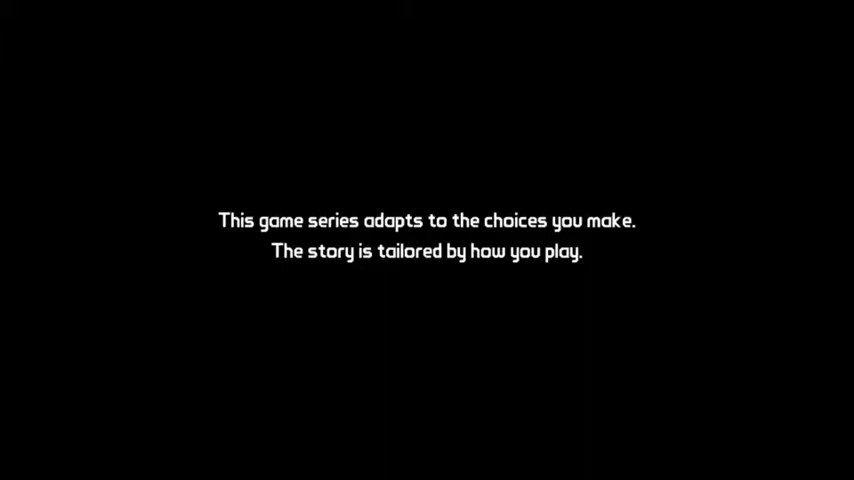 This game series adapts to the choices you make.
The story is tailored by how you play.